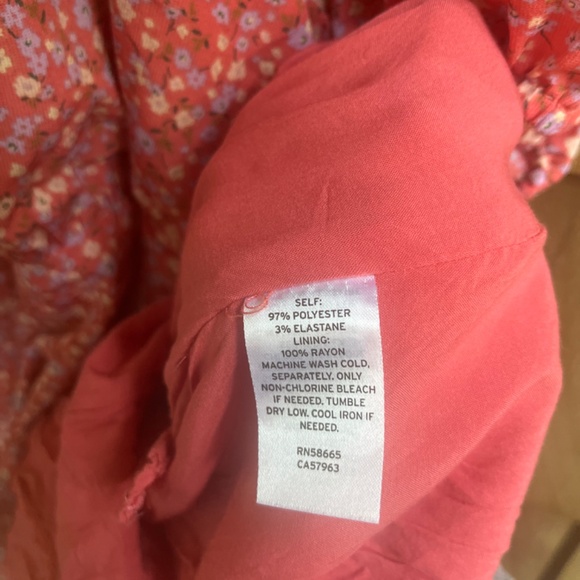 SELF:
97% POLYESTER
3% ELASTANE
LINING:
100% RAYON
MACHINE WASH COLD,
SEPARATELY. ONLY
NON-CHLORINE BLEACH
IF NEEDED. TUMBLE
DRY LOW. COOL IRON IF
NEEDED.
RN58665
CA57963